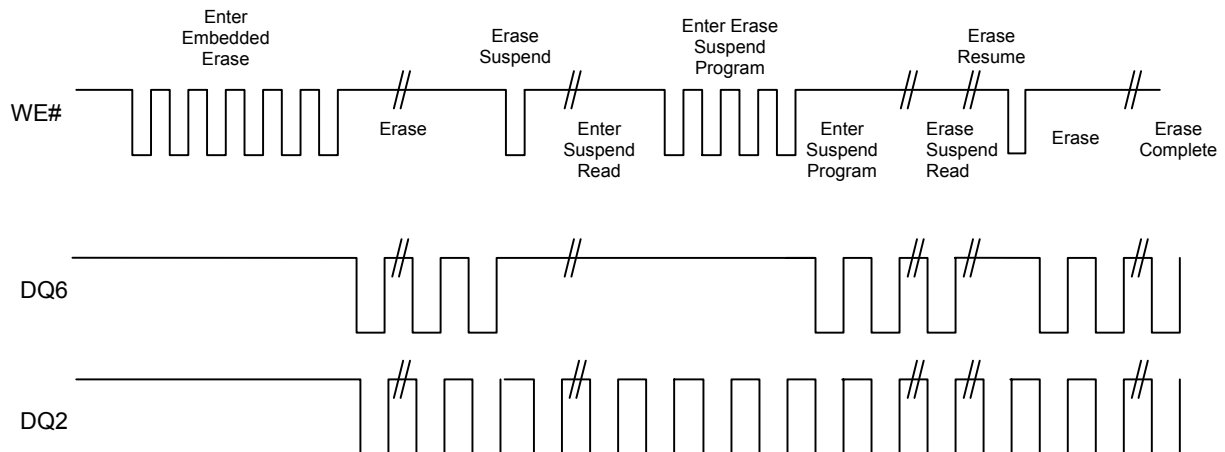 Enter
Embedded
Erase
Erase
Suspend
Enter Erase
Suspend
Program
Erase
Resume
WE#
Erase
Enter
Suspend
Read
Enter
Suspend
Program
Erase
Suspend
Read
Erase
Erase
Complete
DQ6
DQ2